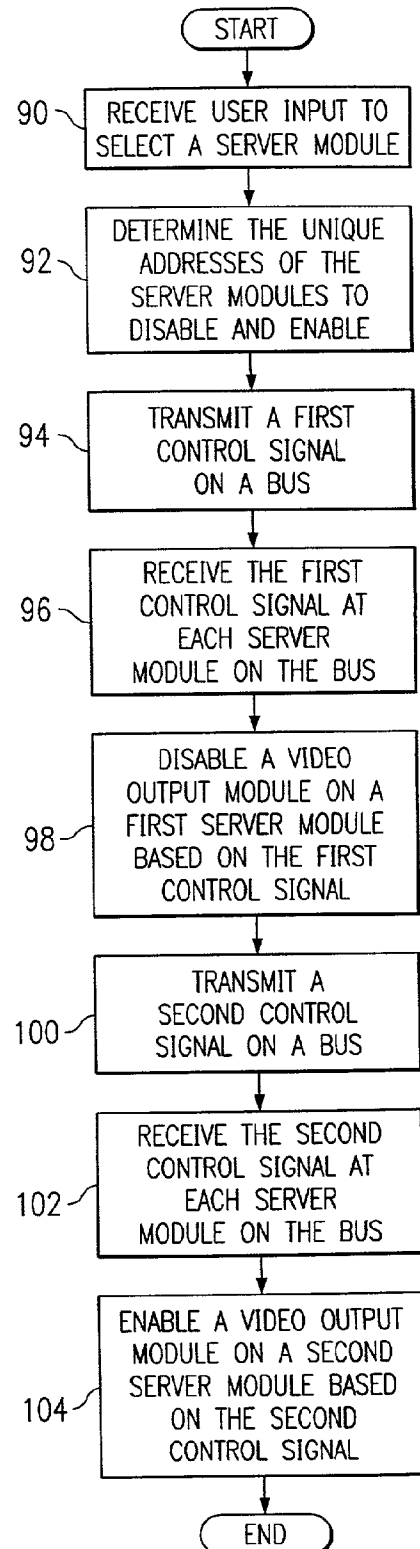 START
90
RECEIVE USER INPUT TO
SELECT A SERVER MODULE
92
DETERMINE THE UNIQUE
ADDRESSES OF THE
SERVER MODULES TO
DISABLE AND ENABLE
94
TRANSMIT A FIRST
CONTROL SIGNAL
ON A BUS
96
RECEIVE THE FIRST
CONTROL SIGNAL AT
EACH SERVER
MODULE ON THE BUS
98
DISABLE A VIDEO
OUTPUT MODULE ON A
FIRST SERVER MODULE
BASED ON THE FIRST
CONTROL SIGNAL
100
TRANSMIT A
SECOND CONTROL
SIGNAL ON A BUS
102
RECEIVE THE SECOND
CONTROL SIGNAL AT
EACH SERVER
MODULE ON THE BUS
104
ENABLE A VIDEO OUTPUT
MODULE ON A SECOND
SERVER MODULE BASED
ON THE SECOND
CONTROL SIGNAL
END